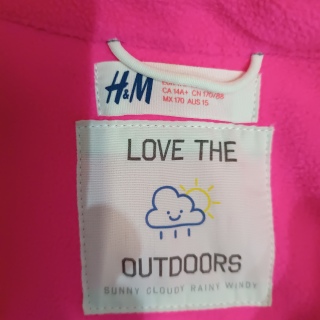 H&M
CA 14A+ CN 170/88
MX 170 AUS 15
LOVE THE
OUTDOORS
SUNNY CLOUDY RAINY WINDY